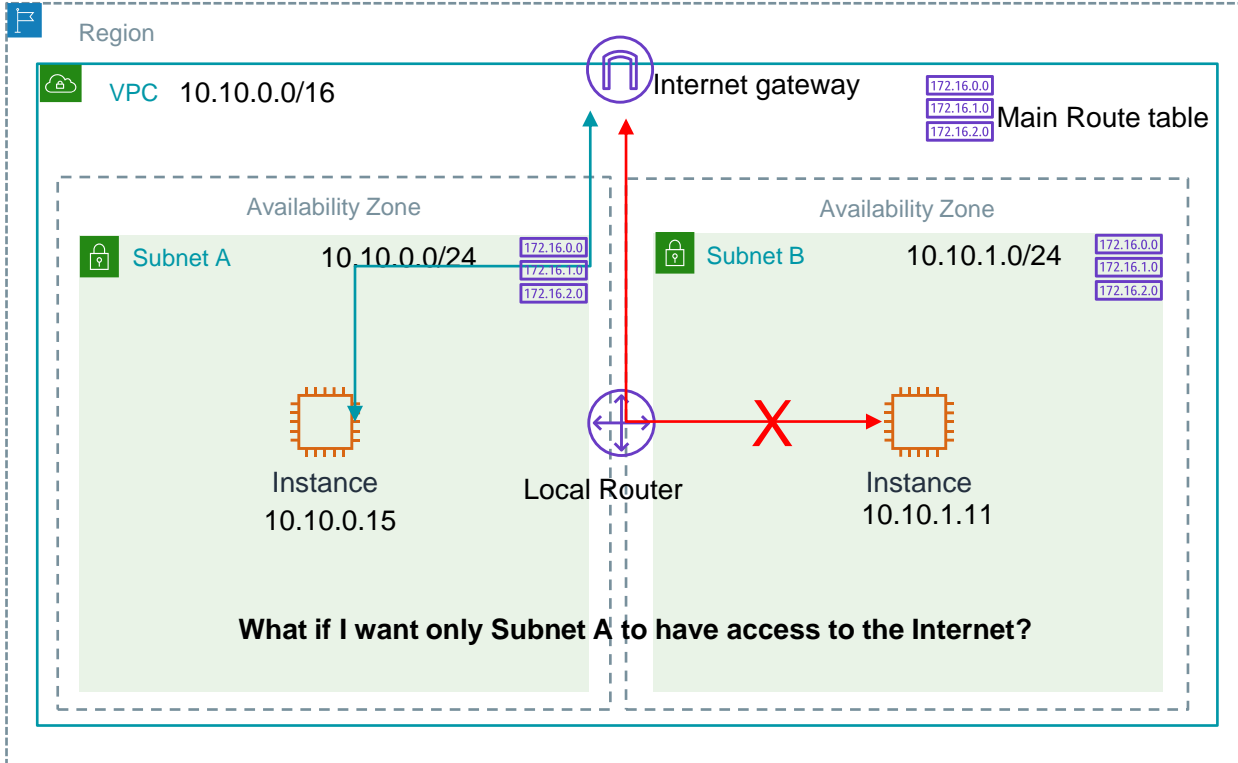 Region
VPC 10.10.0.0/16
Internet gateway
172.16.0.0
172.16.1.0
172.16.2.0
Main Route table
Availability Zone
Availability Zone
Subnet A 10.10.0.0/24
172.16.0.0
172.16.1.0
172.16.2.0
Subnet B 10.10.1.0/24
172.16.0.0
172.16.1.0
172.16.2.0
X
Instance
10.10.0.15
Local Router
Instance
10.10.1.11
What if I want only Subnet A to have access to the Internet?